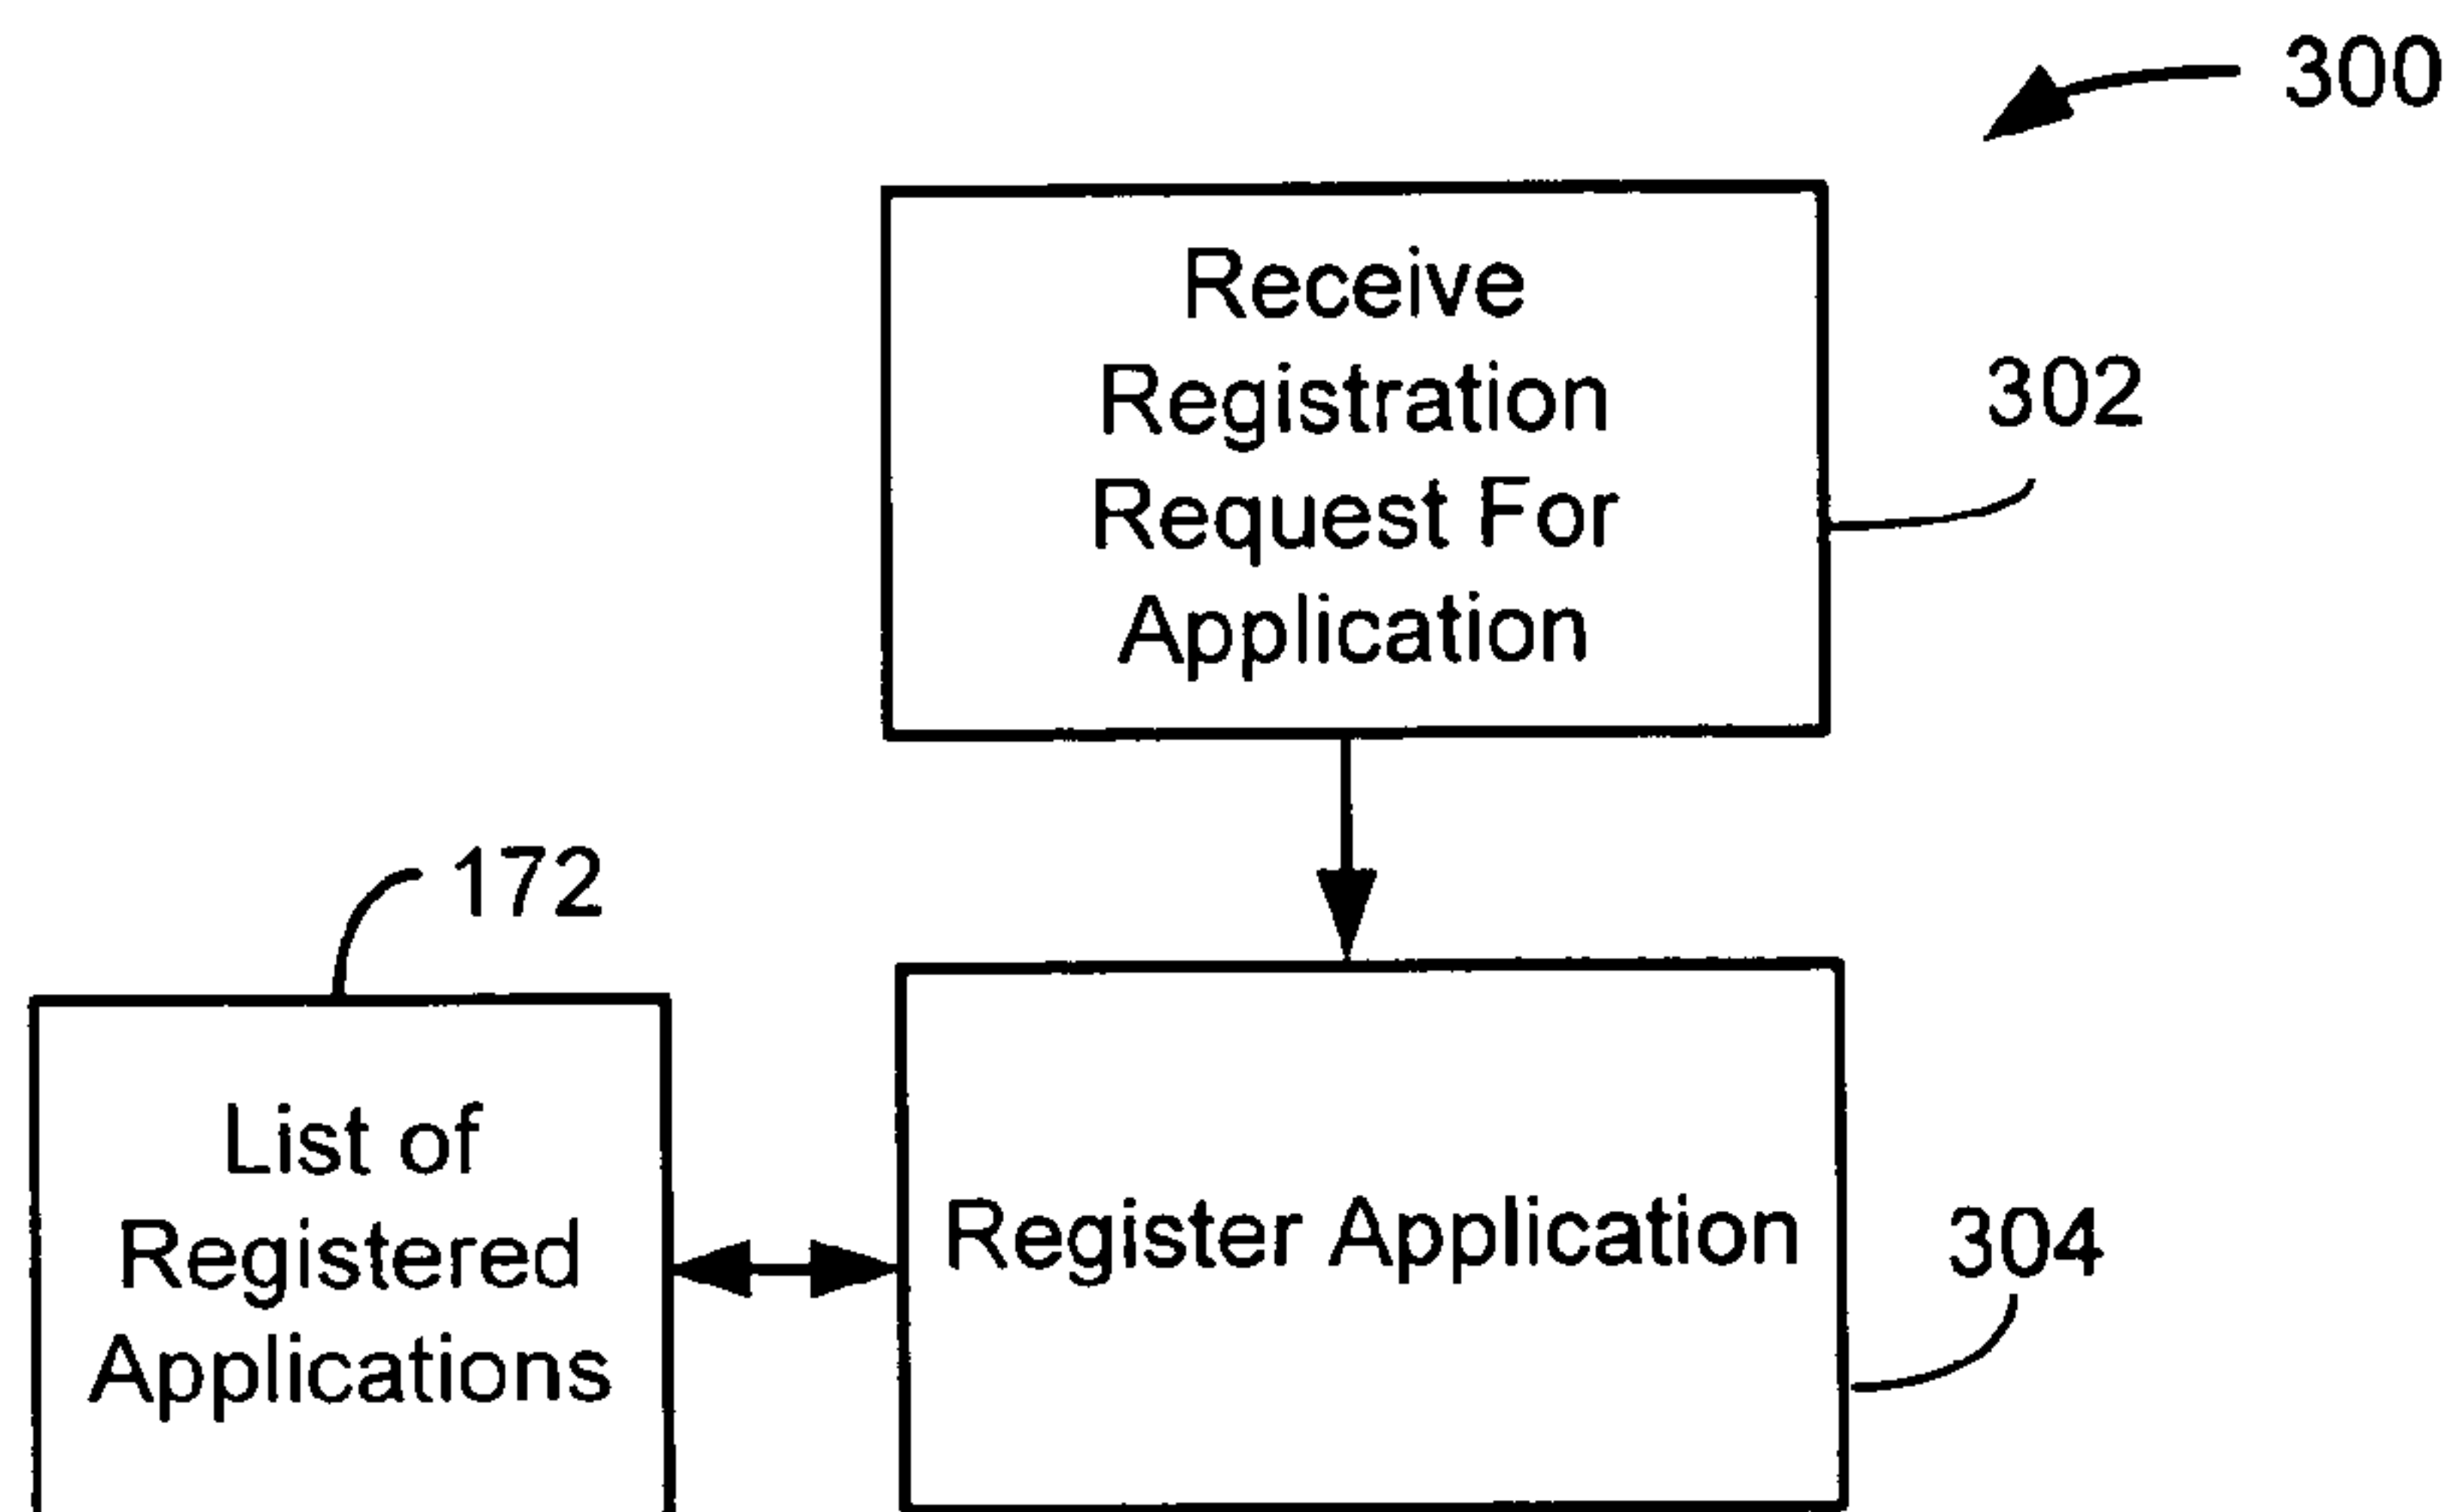 300
Receive
Registration
Request For
Application
302
172
List of
Registered
Applications
Register Application
304